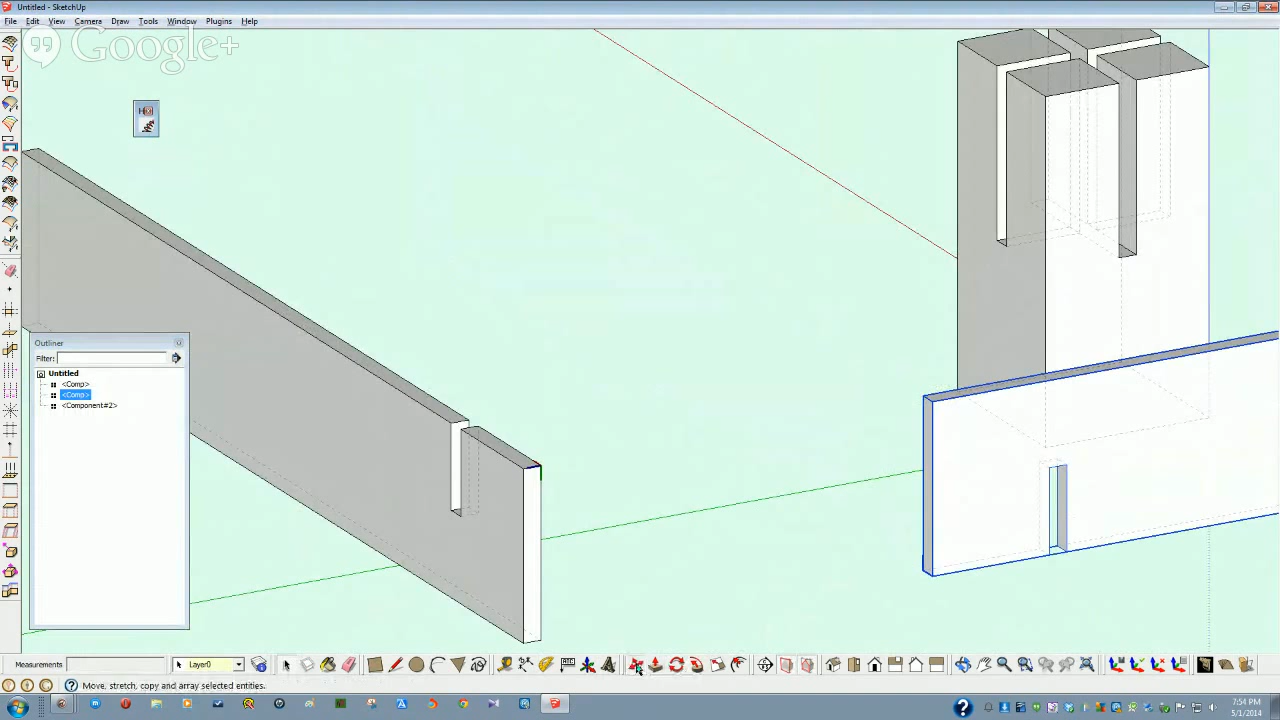 Untitled - SketchUp
File Edit View Camera Draw Tools Window Plugins Help
Google+
Outliner
Filter:
Untitled
<Comp>
<Comp>
<Component#2>
Measurements
Layer0
Move, stretch, copy and array selected entities.
7:54 PM
5/1/2014